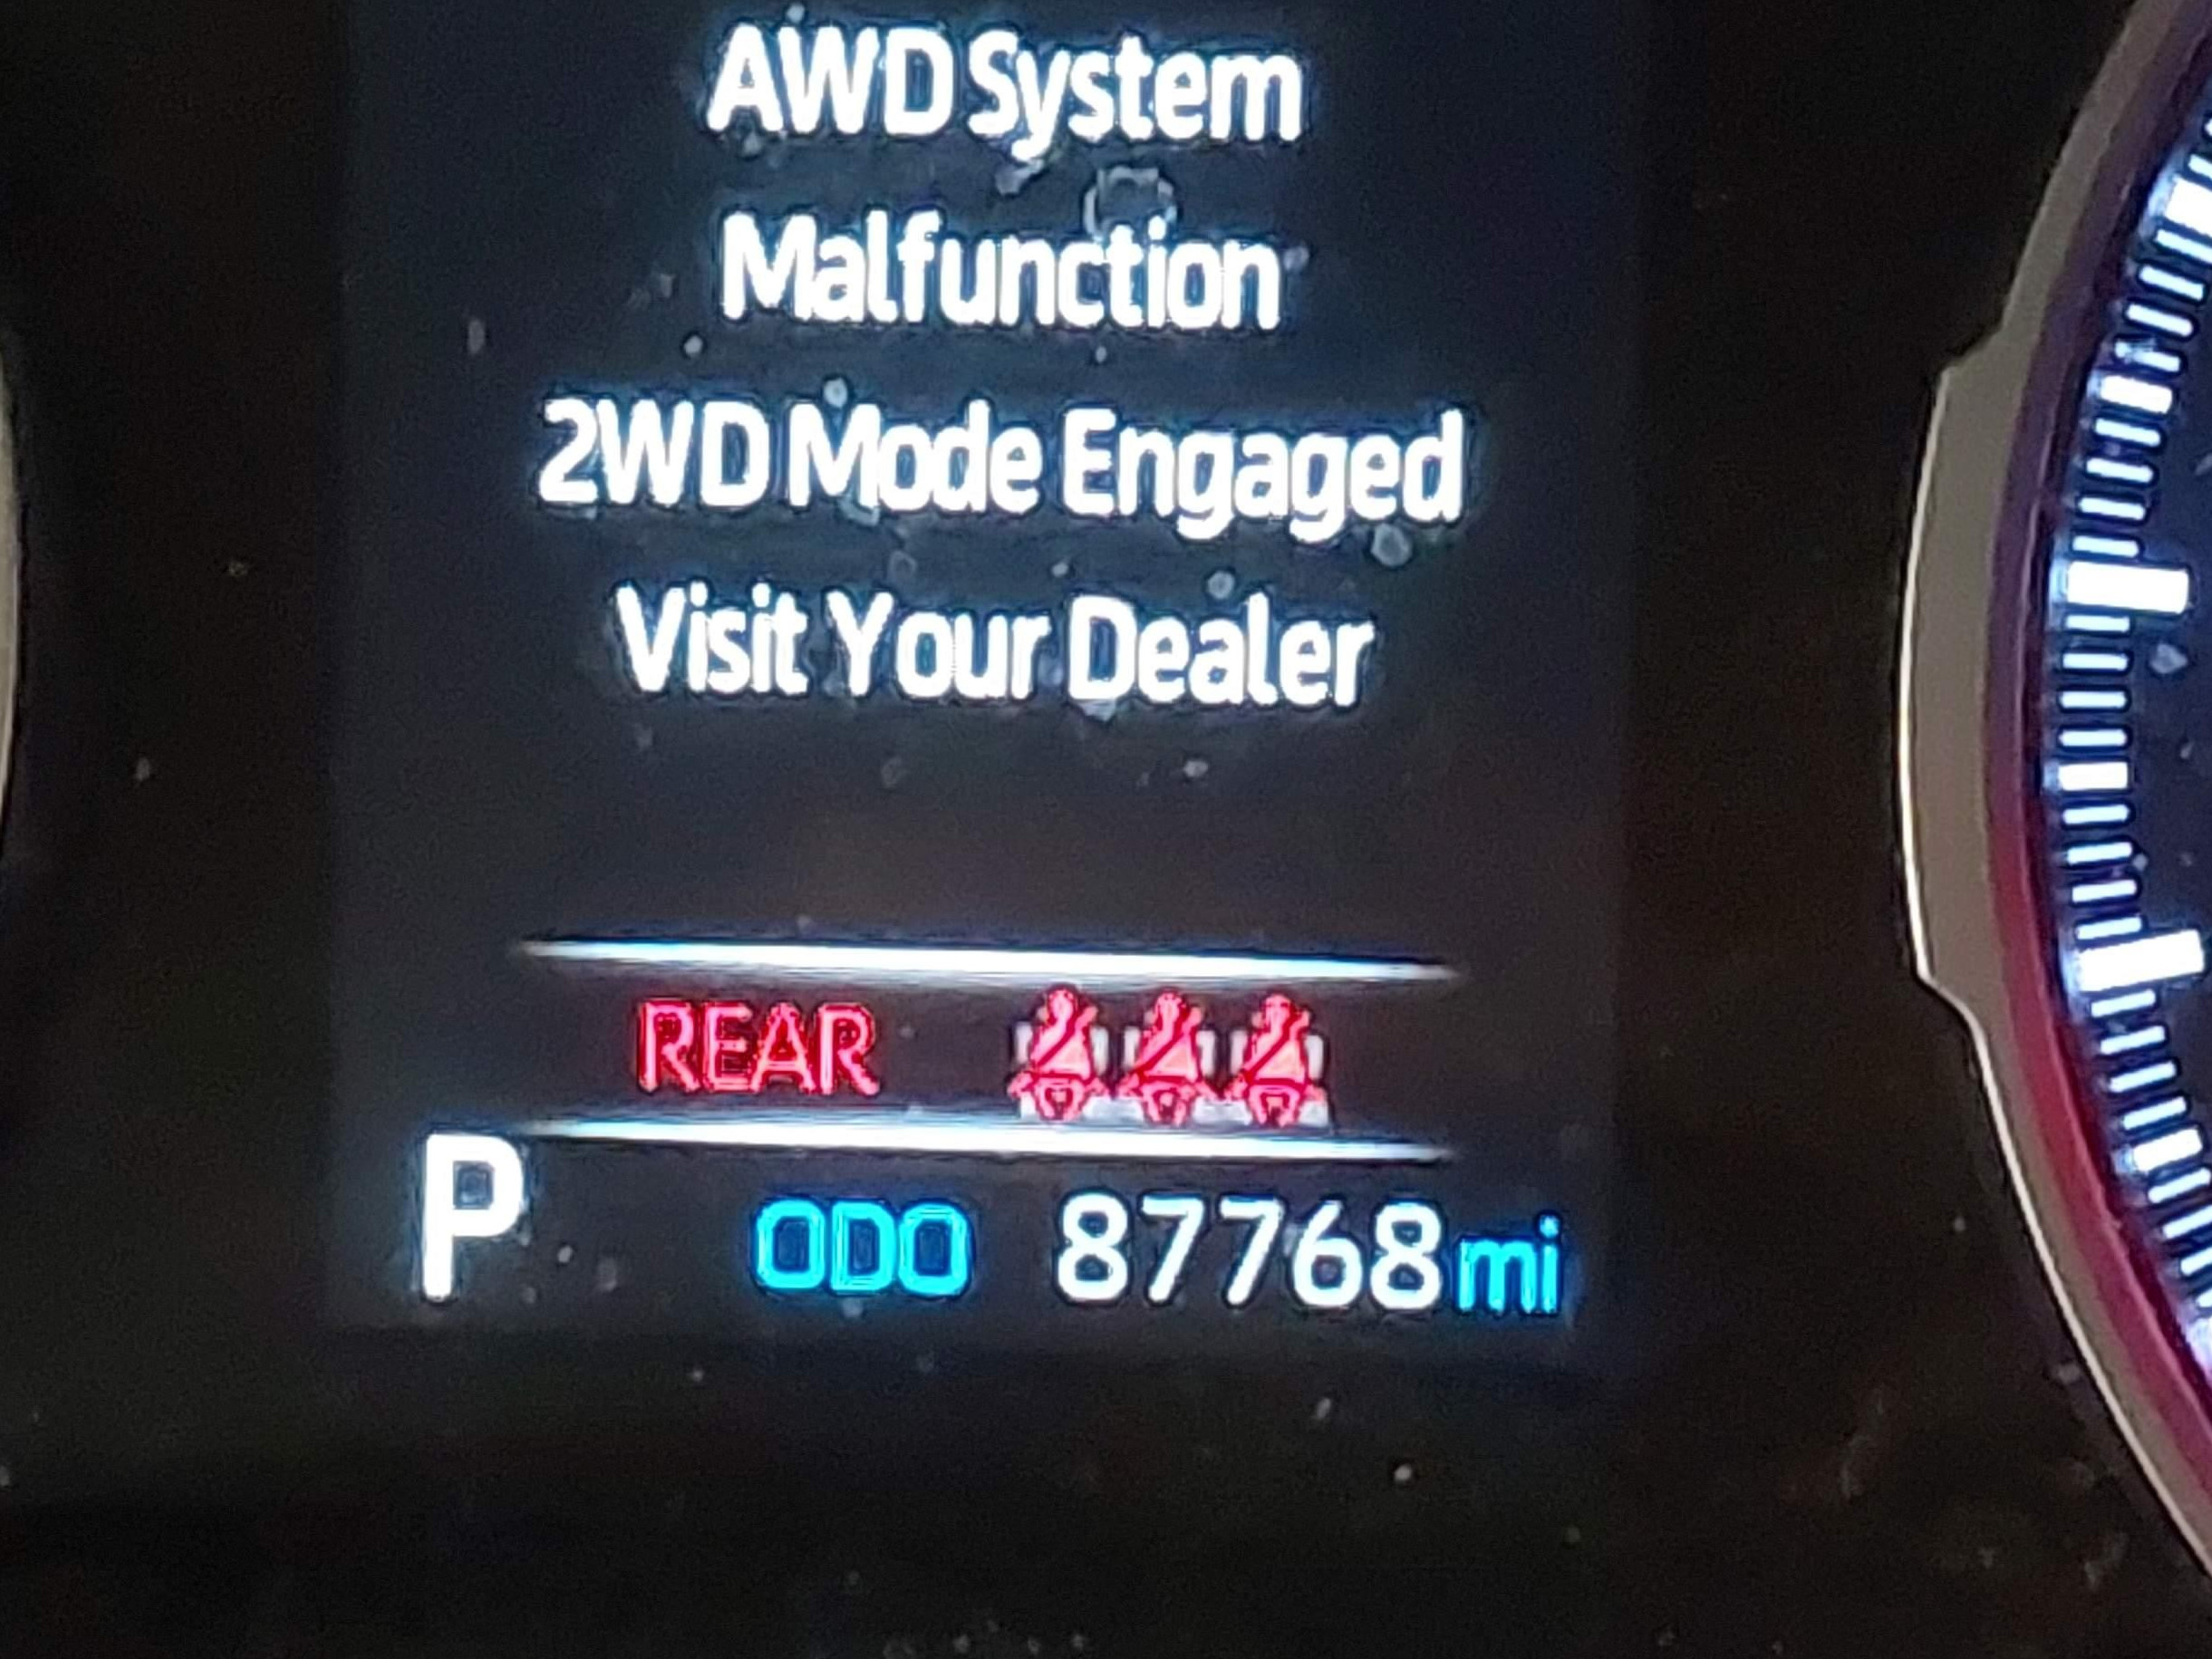 AWD System
Malfunction
2WD Mode Engaged
Visit Your Dealer
REAR
P ODO 87768 mi